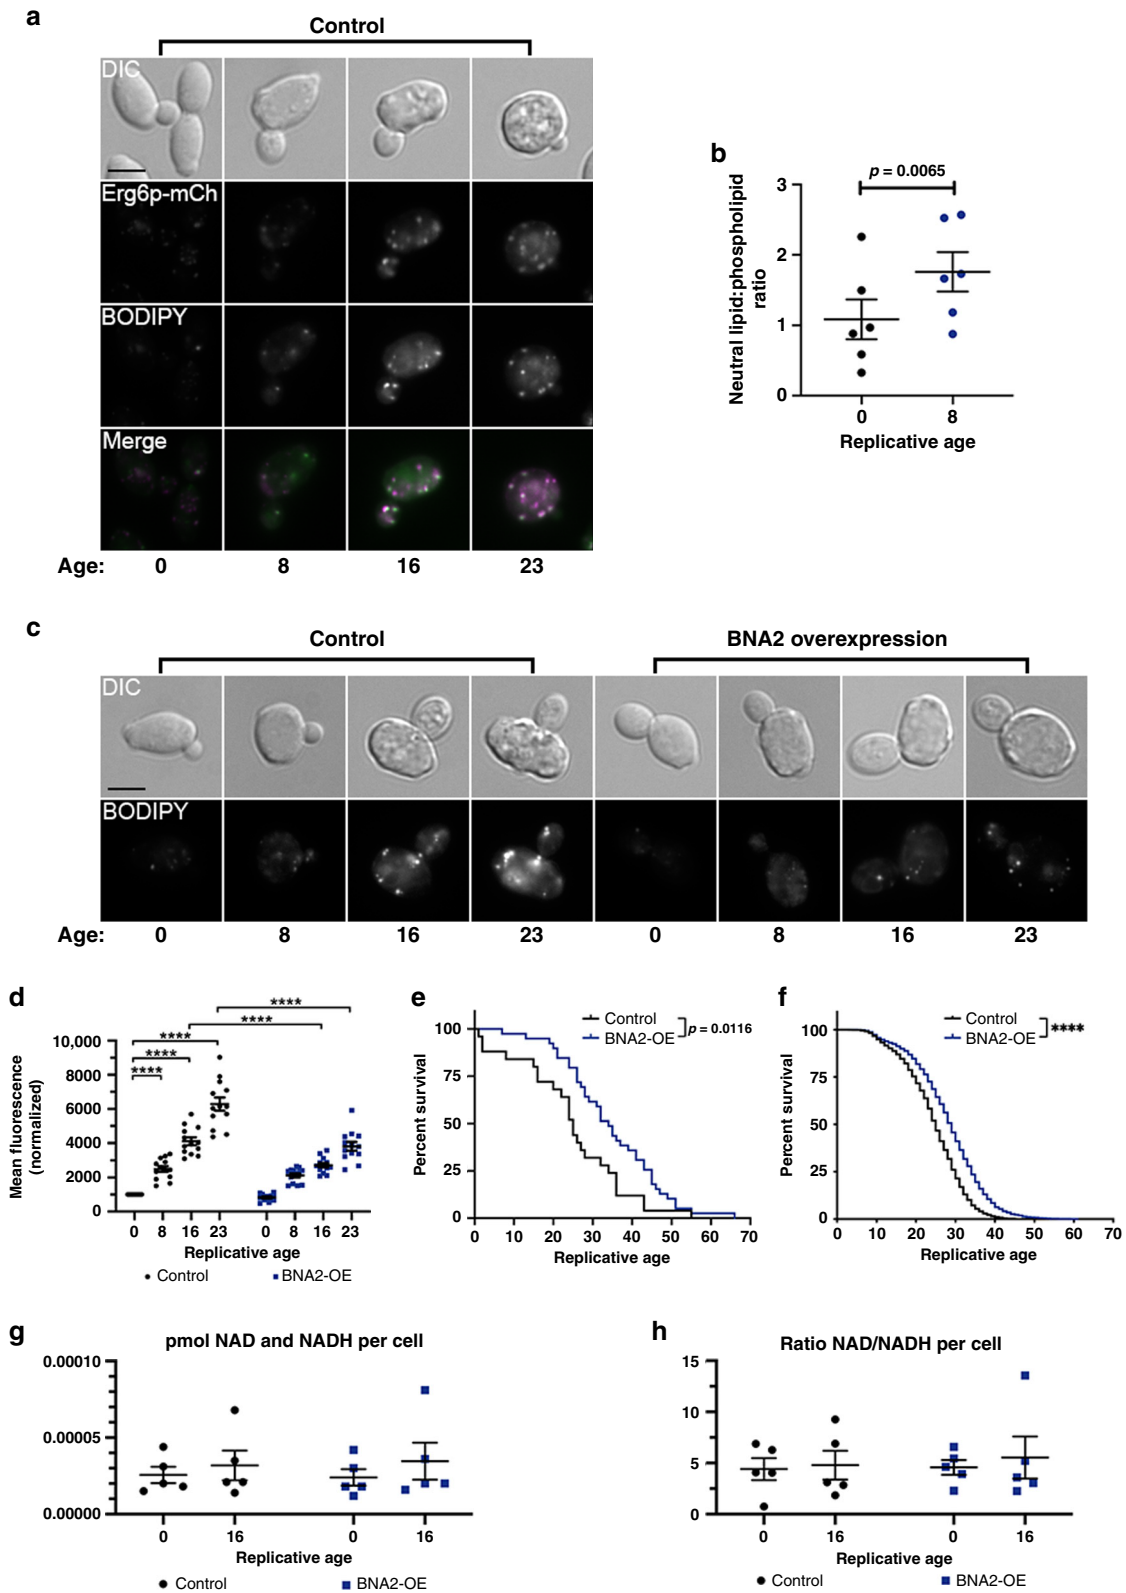 a
Control
DIC
Erg6p-mCh
BODIPY
Merge
Age: 0 8 16 23
b
p = 0.0065
3
2
1
0
Neutral lipid:phospholipid
ratio
0 8
Replicative age
c
Control BNA2 overexpression
DIC
BODIPY
Age: 0 8 16 23 0 8 16 23
d
**** ****
**** **** ****
10,000
8000
6000
4000
2000
0
Mean fluorescence
(normalized)
0 8 16 23 0 8 16 23
Replicative age
Control BNA2-OE
e
Control
BNA2-OE
p = 0.0116
100
75
50
25
0
Percent survival
0 10 20 30 40 50 60 70
Replicative age
f
Control
BNA2-OE
****
100
75
50
25
0
Percent survival
0 10 20 30 40 50 60 70
Replicative age
g
pmol NAD and NADH per cell
0.00010
0.00005
0.00000
0 16 0 16
Replicative age
Control BNA2-OE
h
Ratio NAD/NADH per cell
15
10
5
0
0 16 0 16
Replicative age
Control BNA2-OE